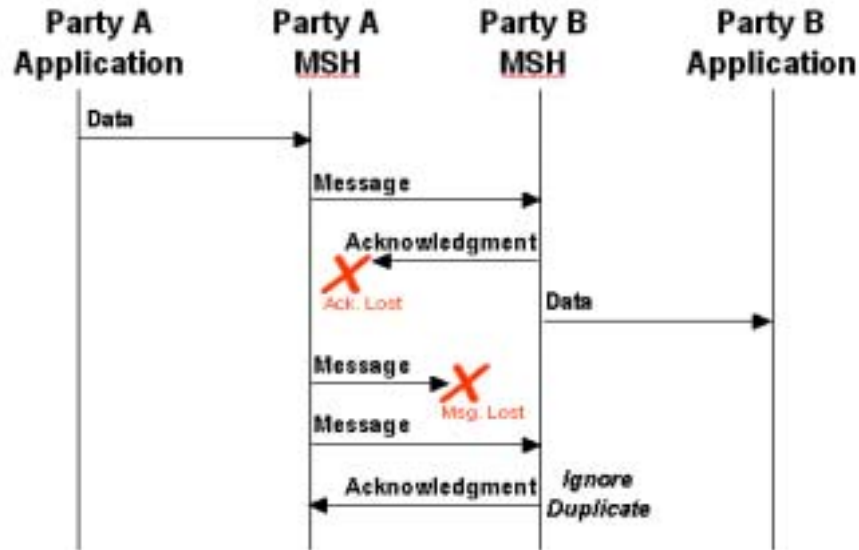 Party A
Application
Party A
MSH
Party B
MSH
Party B
Application
Data
Message
Acknowledgment
Ack. Lost
Data
Message
Msg. Lost
Message
Acknowledgment
Ignore
Duplicate